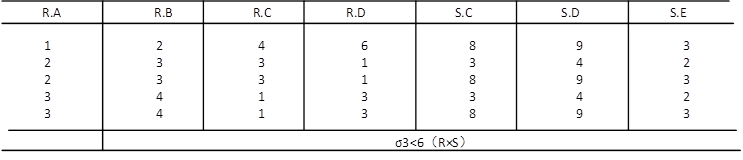 R.A R.B R.C R.D S.C S.D S.E
1 2 4 6 8 9 3
2 3 3 1 3 4 2
2 3 3 1 8 9 3
3 4 1 3 3 4 2
3 4 1 3 8 9 3
σ3<6（R×S）